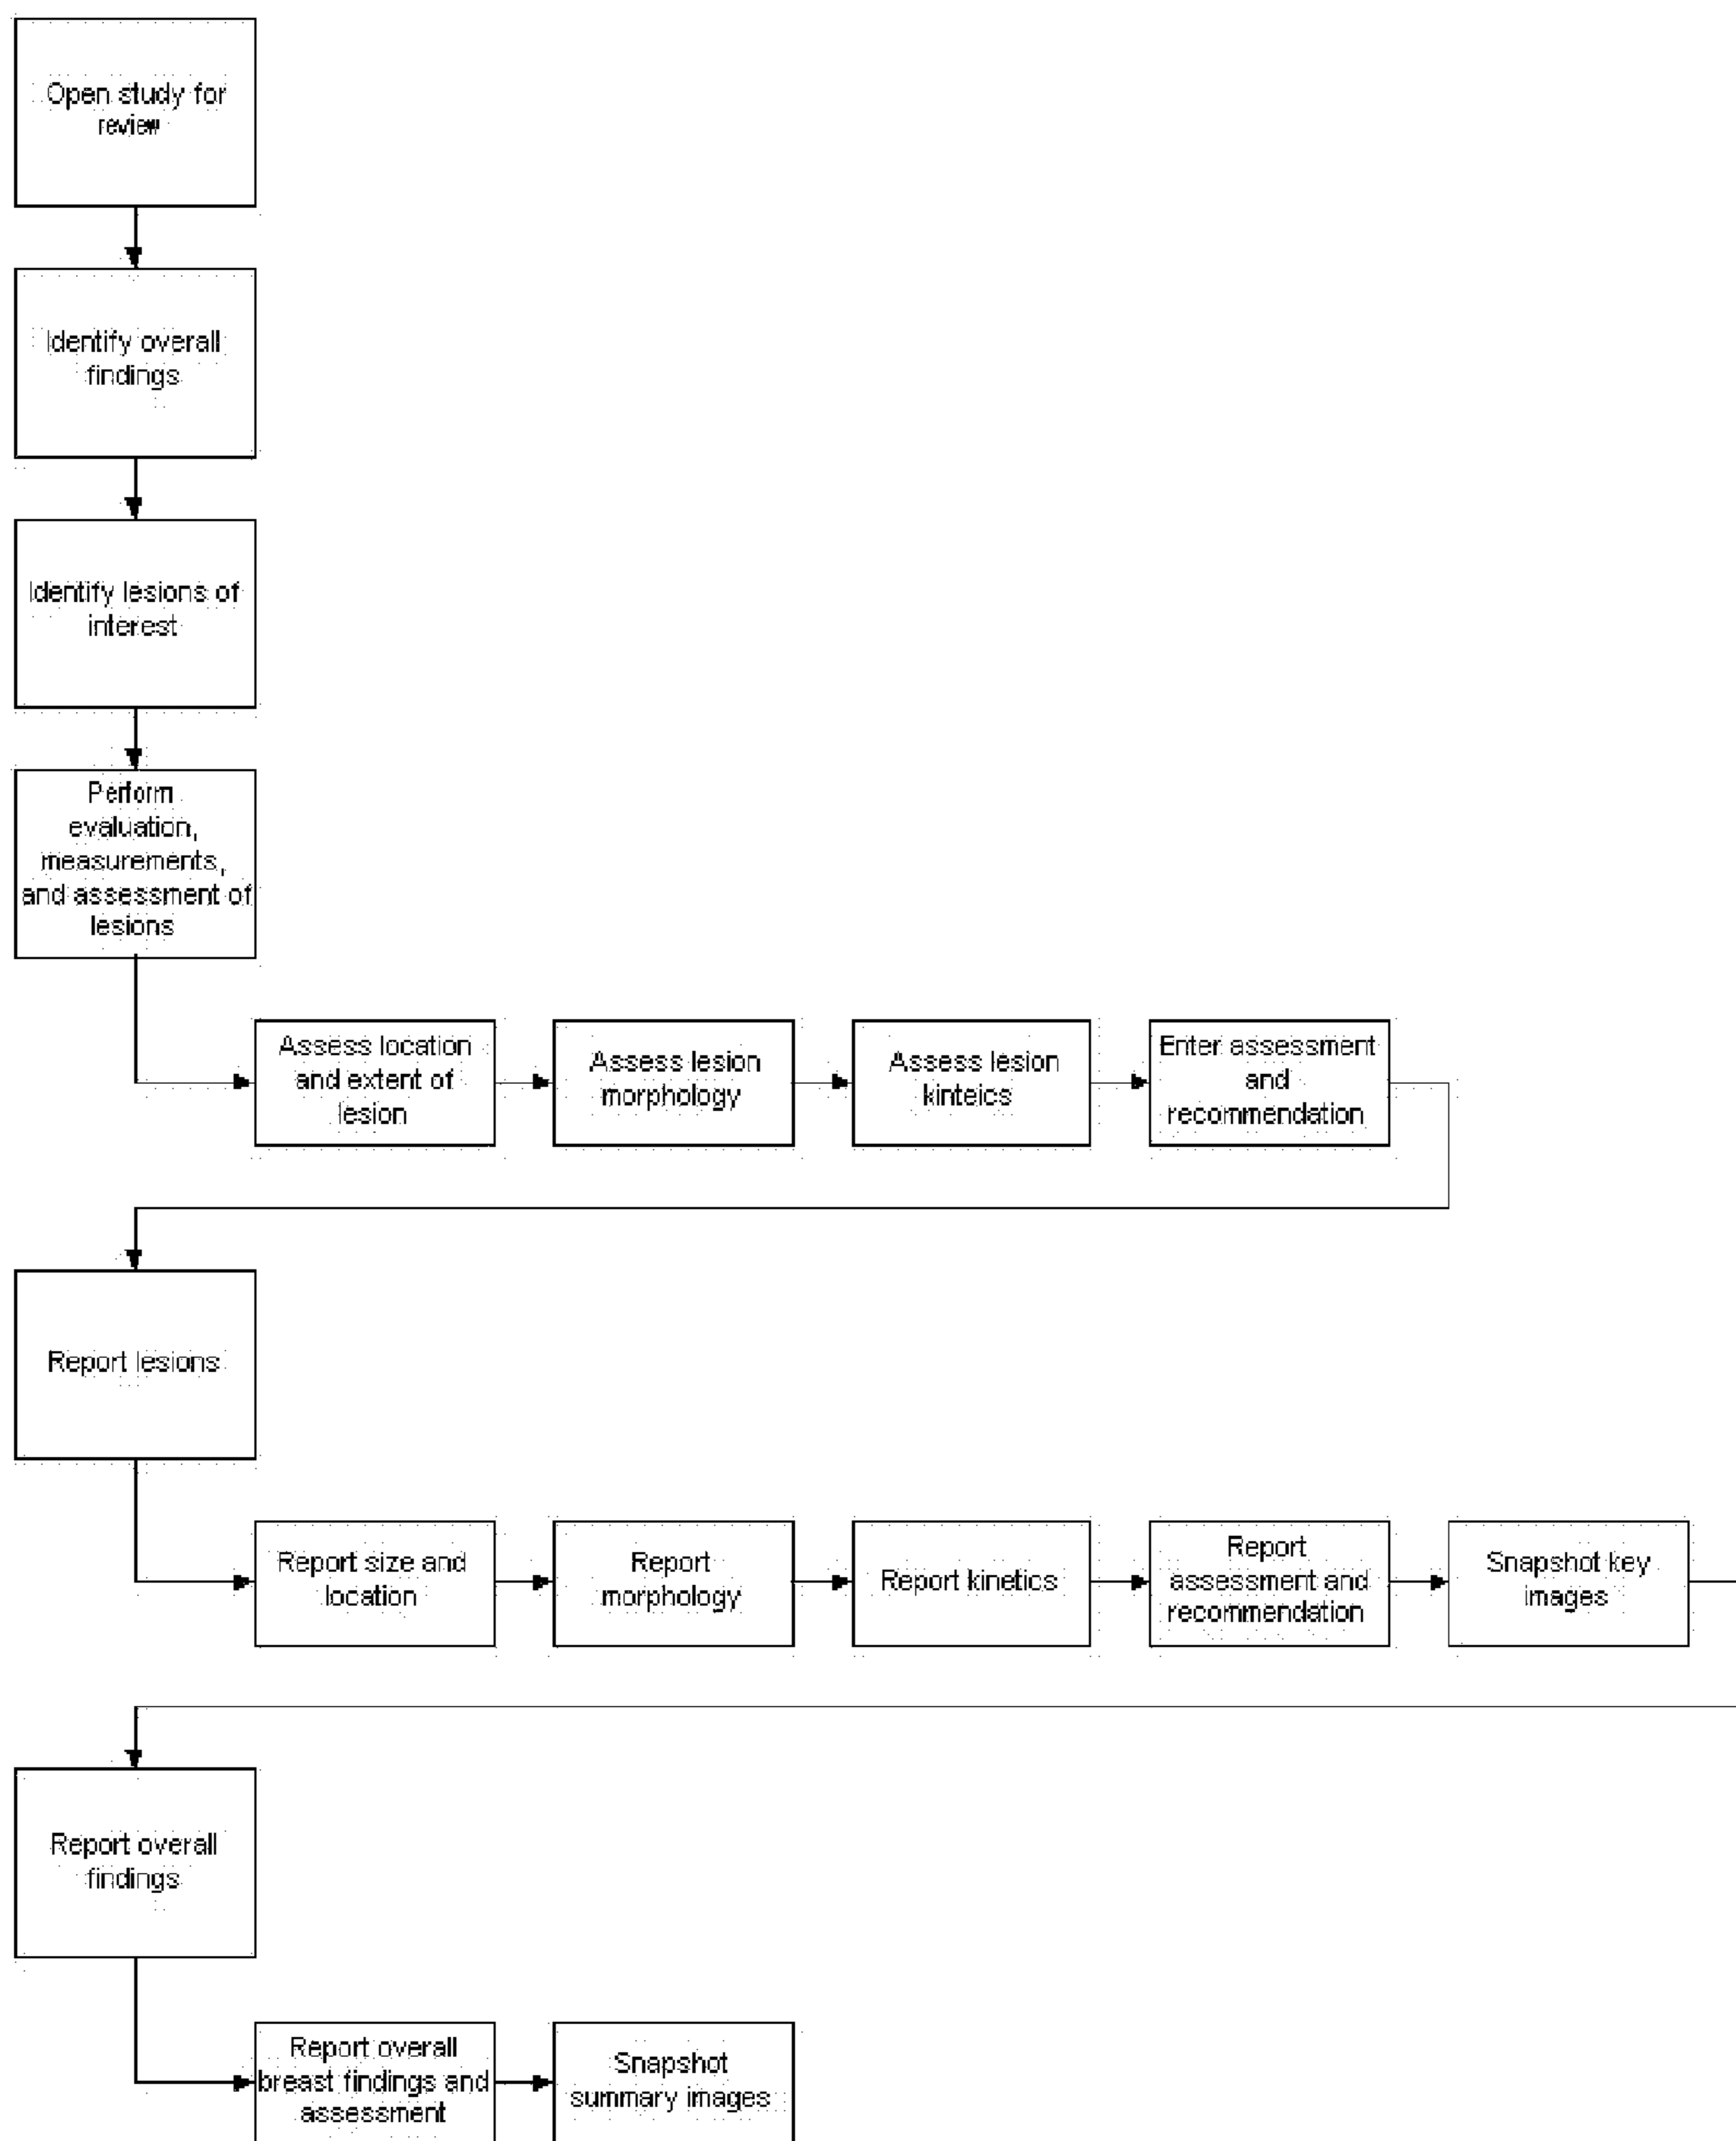 Open study for
review
Identify overall
findings
Identify lesions of
interest
Perform
evaluation,
measurements,
and assessment of
lesions
Assess location
and extent of
lesion
Assess lesion
morphology
Assess lesion
kinteics
Enter assessment
and
recommendation
Report lesions
Report size and
location
Report
morphology
Report kinetics
Report
assessment and
recommendation
Snapshot key
images
Report overall
findings
Report overall
breast findings and
assessment
Snapshot
summary images